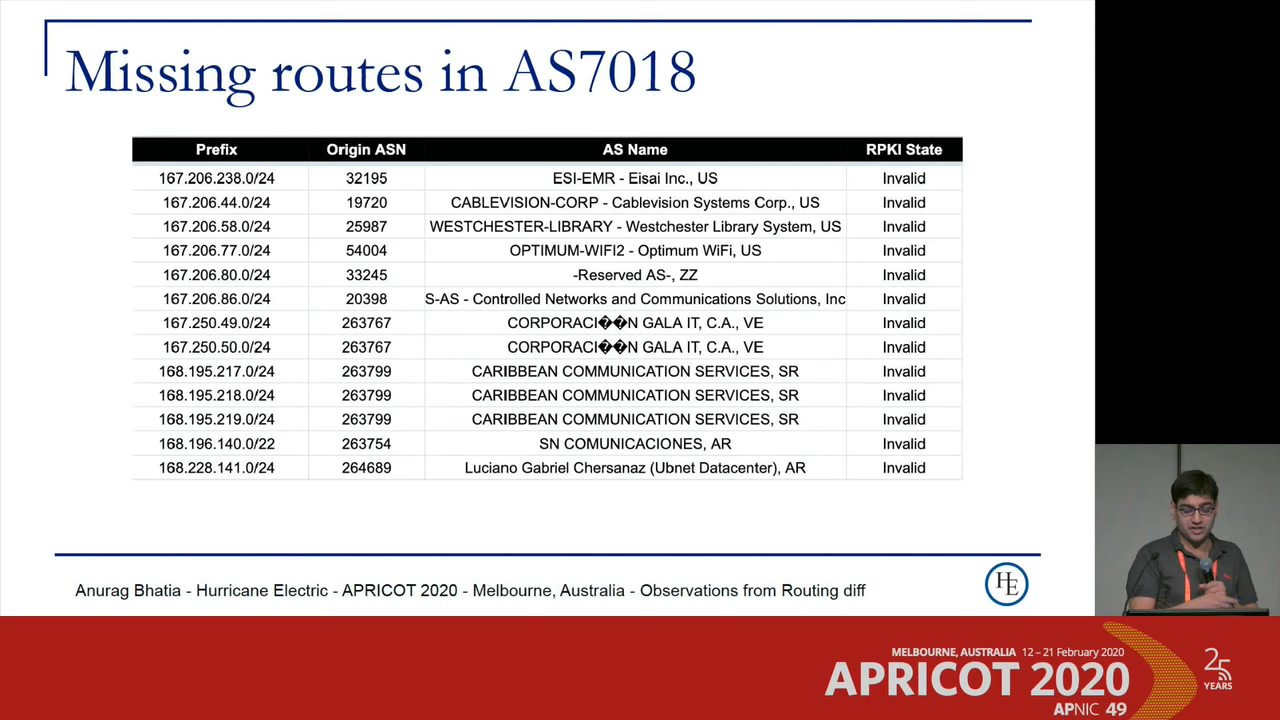 Missing routes in AS7018
Prefix Origin ASN AS Name RPKI State
167.206.238.0/24 32195 ESI-EMR - Eisai Inc., US Invalid
167.206.44.0/24 19720 CABLEVISION-CORP - Cablevision Systems Corp., US Invalid
167.206.58.0/24 25987 WESTCHESTER-LIBRARY - Westchester Library System, US Invalid
167.206.77.0/24 54004 OPTIMUM-WIFI2 - Optimum WiFi, US Invalid
167.206.80.0/24 33245 -Reserved AS-, ZZ Invalid
167.206.86.0/24 20398 S-AS - Controlled Networks and Communications Solutions, Inc Invalid
167.250.49.0/24 263767 CORPORACI��N GALA IT, C.A., VE Invalid
167.250.50.0/24 263767 CORPORACI��N GALA IT, C.A., VE Invalid
168.195.217.0/24 263799 CARIBBEAN COMMUNICATION SERVICES, SR Invalid
168.195.218.0/24 263799 CARIBBEAN COMMUNICATION SERVICES, SR Invalid
168.195.219.0/24 263799 CARIBBEAN COMMUNICATION SERVICES, SR Invalid
168.196.140.0/22 263754 SN COMUNICACIONES, AR Invalid
168.228.141.0/24 264689 Luciano Gabriel Chersanaz (Ubnet Datacenter), AR Invalid
Anurag Bhatia - Hurricane Electric - APRICOT 2020 - Melbourne, Australia - Observations from Routing diff
HE
MELBOURNE, AUSTRALIA 12 – 21 February 2020
APRICOT 2020
APNIC 49
25
YEARS